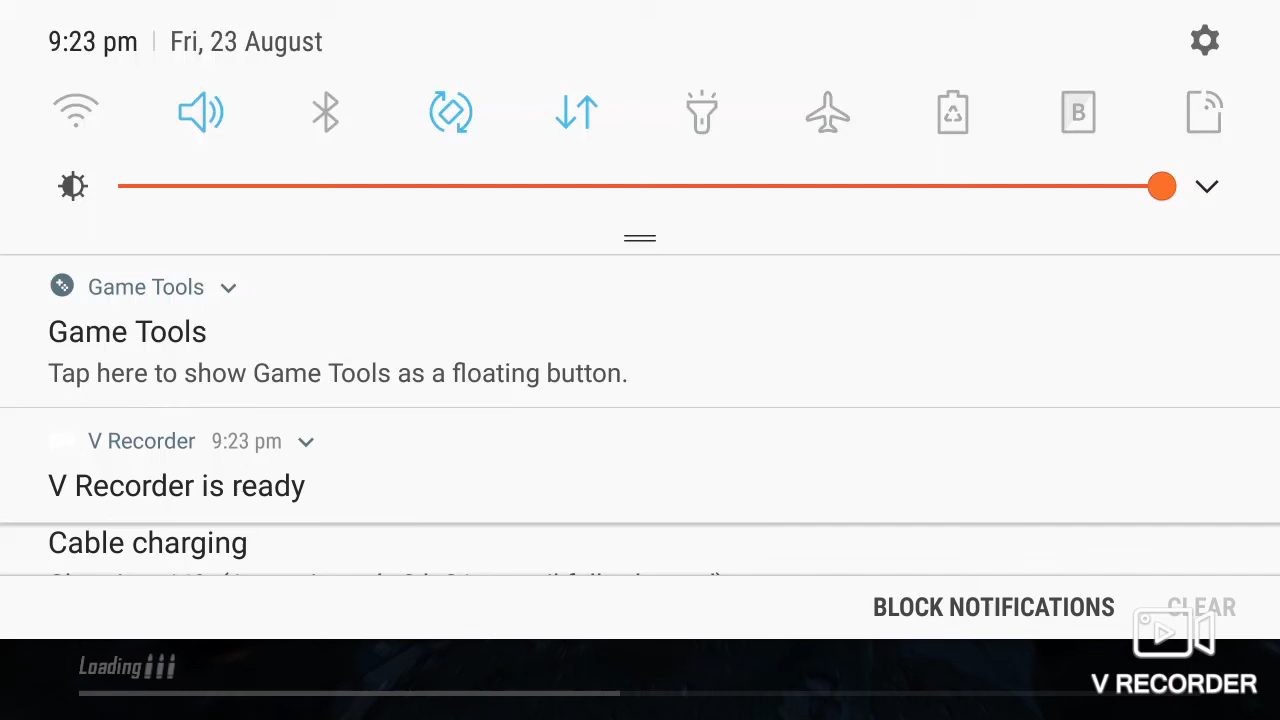 9:23 pm Fri, 23 August
B
Game Tools
Game Tools
Tap here to show Game Tools as a floating button.
V Recorder 9:23 pm
V Recorder is ready
Cable charging
BLOCK NOTIFICATIONS CLEAR
Loading
V RECORDER